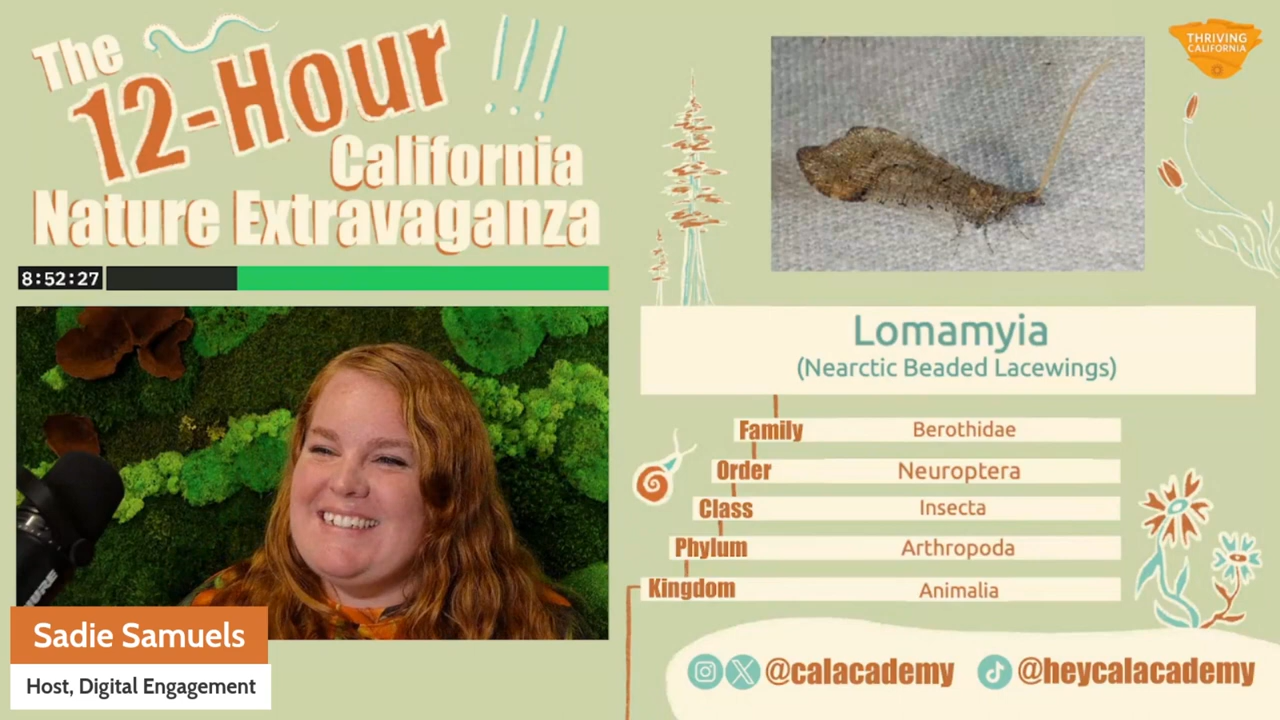 The
12-Hour
!!!
California
Nature Extravaganza
8:52:27
THRIVING
CALIFORNIA
Lomamyia
(Nearctic Beaded Lacewings)
Family Berothidae
Order Neuroptera
Class Insecta
Phylum Arthropoda
Kingdom Animalia
SHURE
Sadie Samuels
Host, Digital Engagement
@calacademy @heycalacademy